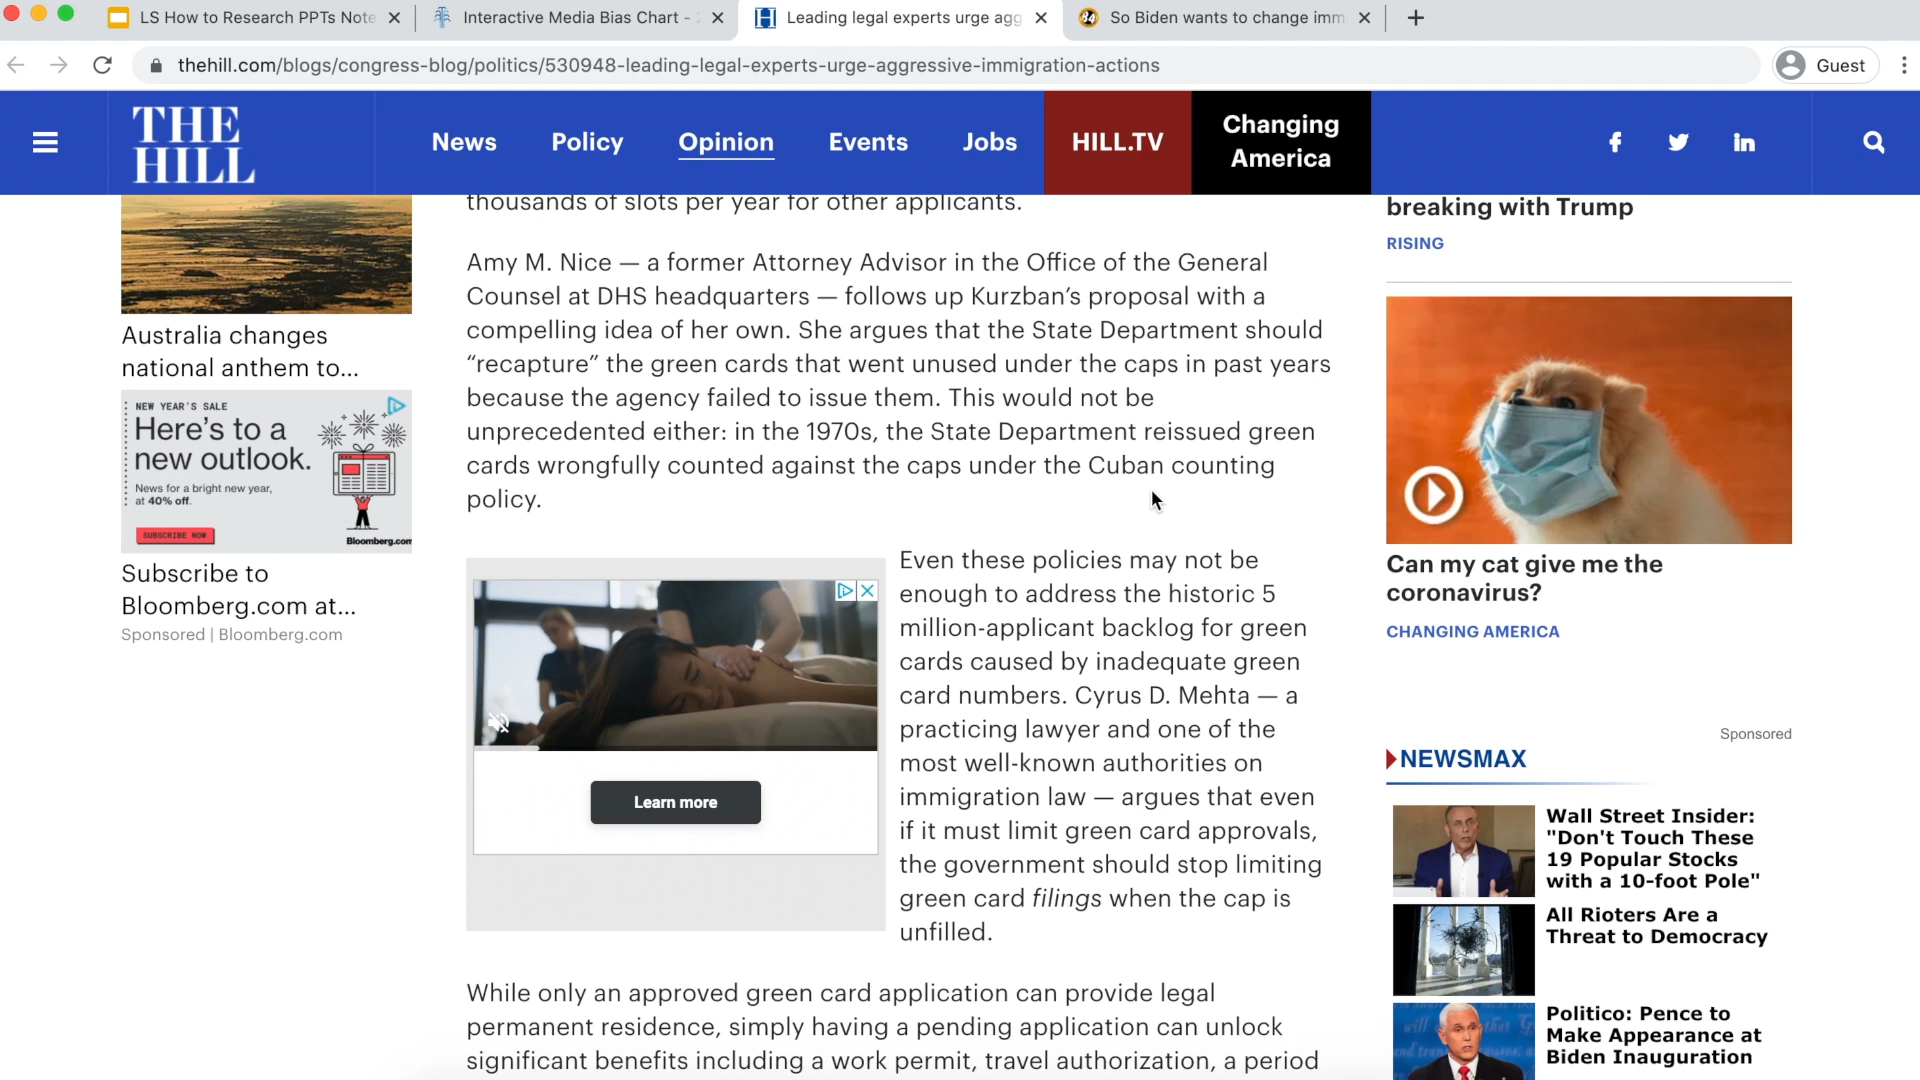 LS How to Research PPTs Note
Interactive Media Bias Chart -
Leading legal experts urge agg
So Biden wants to change imm
thehill.com/blogs/congress-blog/politics/530948-leading-legal-experts-urge-aggressive-immigration-actions
Guest
THE
HILL
News
Policy
Opinion
Events
Jobs
HILL.TV
Changing
America
Australia changes
national anthem to...
NEW YEAR'S SALE
Here's to a
new outlook.
News for a bright new year,
at 40% off.
SUBSCRIBE NOW
Bloomberg.com
Subscribe to
Bloomberg.com at...
Sponsored | Bloomberg.com
thousands of slots per year for other applicants.
Amy M. Nice — a former Attorney Advisor in the Office of the General
Counsel at DHS headquarters — follows up Kurzban’s proposal with a
compelling idea of her own. She argues that the State Department should
“recapture” the green cards that went unused under the caps in past years
because the agency failed to issue them. This would not be
unprecedented either: in the 1970s, the State Department reissued green
cards wrongfully counted against the caps under the Cuban counting
policy.
Learn more
Even these policies may not be
enough to address the historic 5
million-applicant backlog for green
cards caused by inadequate green
card numbers. Cyrus D. Mehta — a
practicing lawyer and one of the
most well-known authorities on
immigration law — argues that even
if it must limit green card approvals,
the government should stop limiting
green card filings when the cap is
unfilled.
While only an approved green card application can provide legal
permanent residence, simply having a pending application can unlock
significant benefits including a work permit, travel authorization, a period
breaking with Trump
RISING
Can my cat give me the
coronavirus?
CHANGING AMERICA
Sponsored
NEWSMAX
Wall Street Insider:
"Don't Touch These
19 Popular Stocks
with a 10-foot Pole"
All Rioters Are a
Threat to Democracy
Politico: Pence to
Make Appearance at
Biden Inauguration